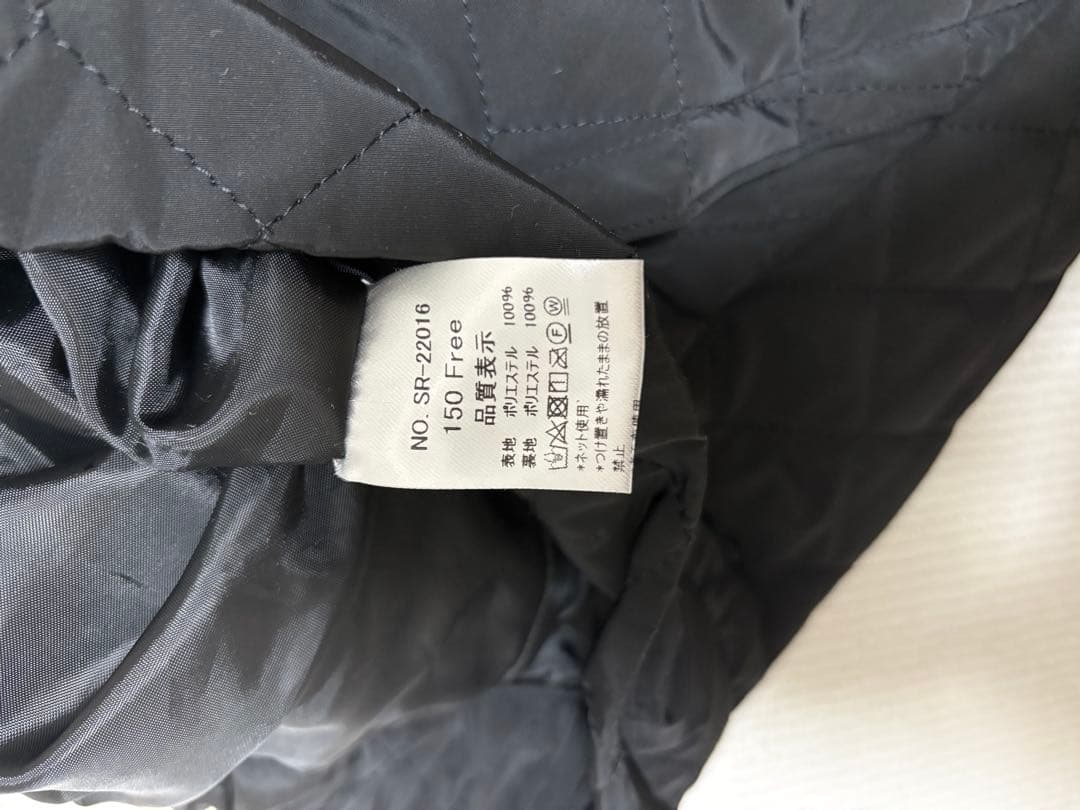 NO. SR-22016
150 Free
品質表示
表地 ポリエステル 100%
裏地 ポリエステル 100%
F W
*ネット使用
*つけ置きや濡れたままの放置
禁止